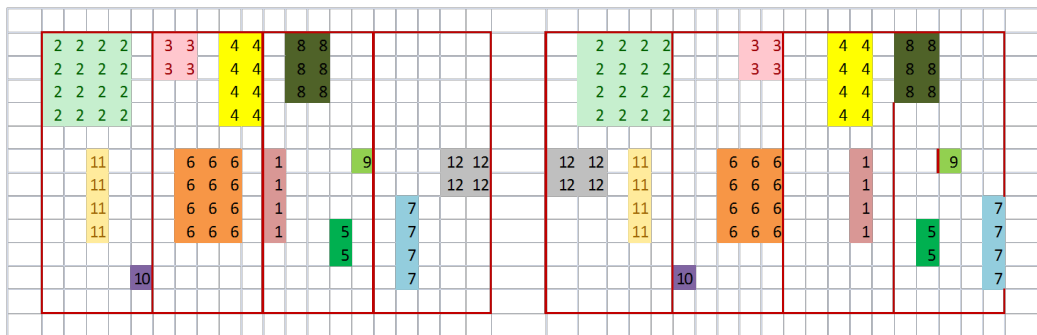 2 2 2 2 3 3 4 4 8 8 2 2 2 2 3 3 4 4 8 8
2 2 2 2 3 3 4 4 8 8 2 2 2 2 3 3 4 4 8 8
2 2 2 2 4 4 8 8 2 2 2 2 4 4 8 8
2 2 2 2 4 4 2 2 2 2 4 4
11 6 6 6 1 9 12 12 12 12 11 6 6 6 1 9
11 6 6 6 1 12 12 12 12 11 6 6 6 1
11 6 6 6 1 7 11 6 6 6 1 7
11 6 6 6 1 5 7 11 6 6 6 1 5 7
5 7 5 7
10 7 10 7